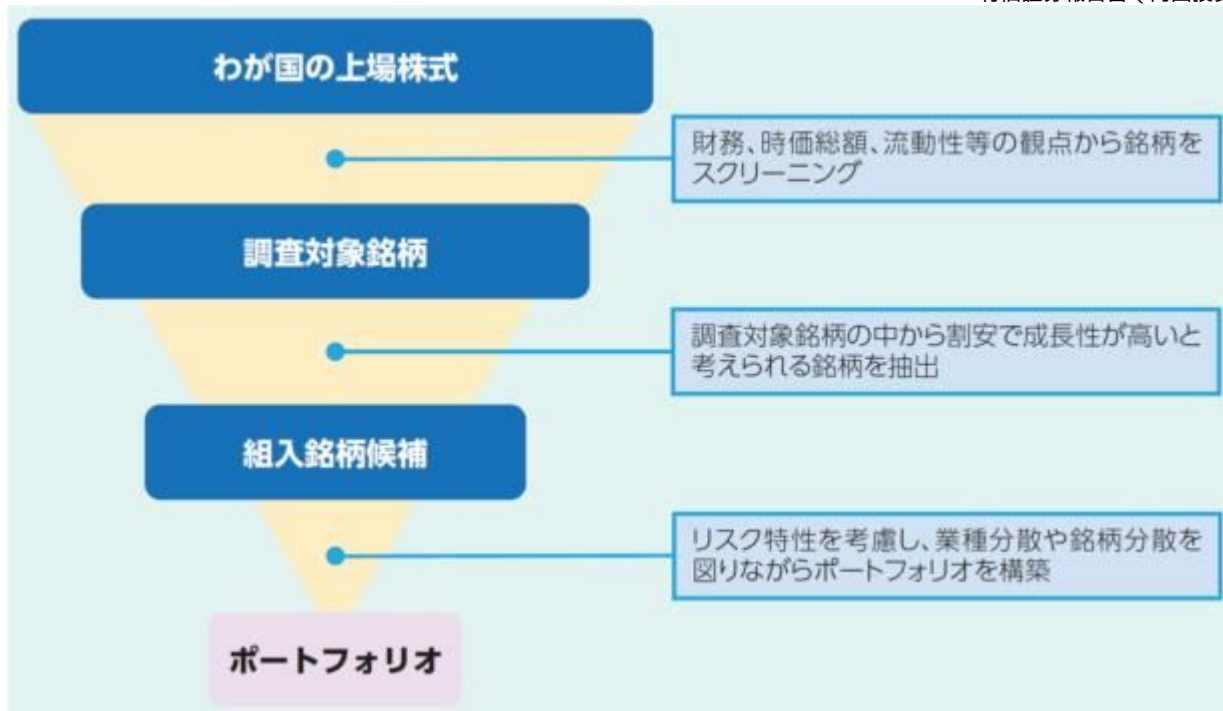 わが国の上場株式
財務、時価総額、流動性等の観点から銘柄を
スクリーニング
調査対象銘柄
調査対象銘柄の中から割安で成長性が高いと
考えられる銘柄を抽出
組入銘柄候補
リスク特性を考慮し、業種分散や銘柄分散を
図りながらポートフォリオを構築
ポートフォリオ